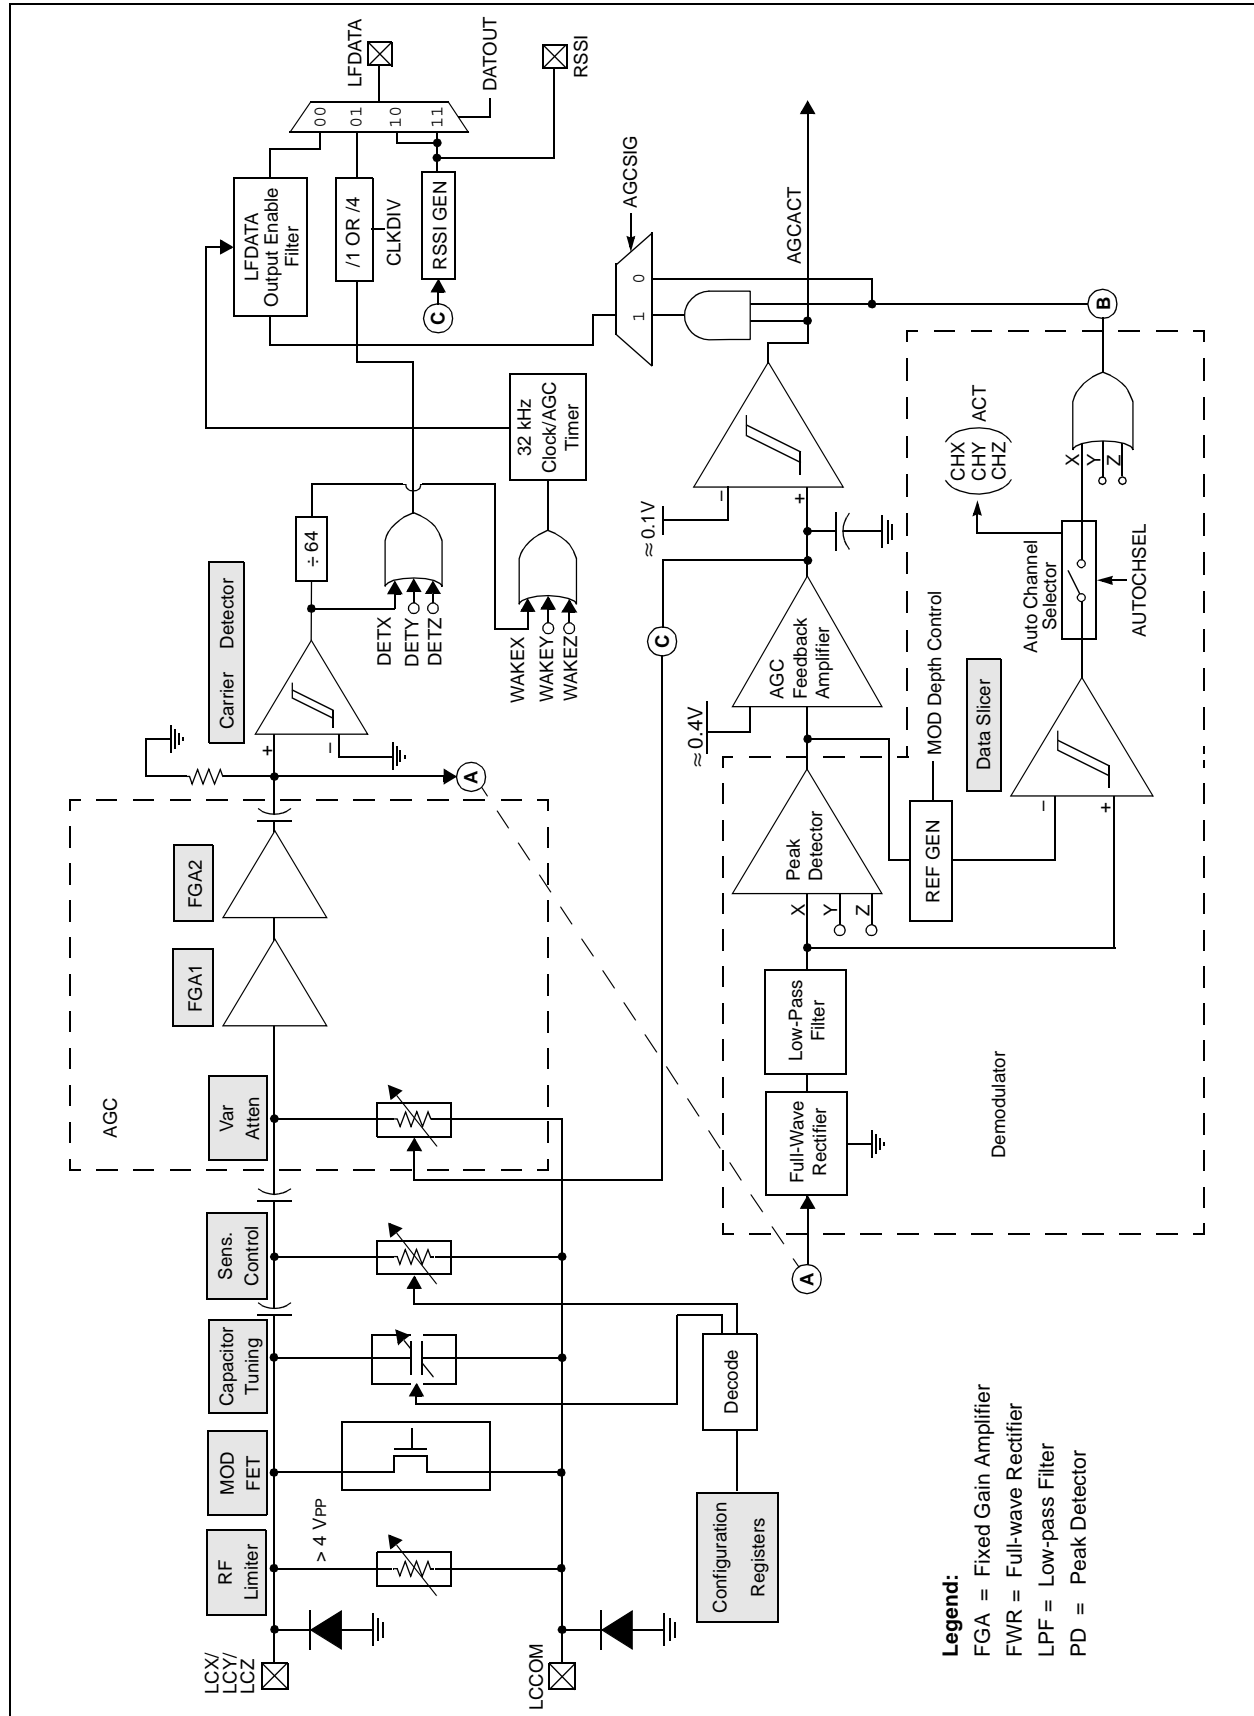 LCX/
LCY/
LCZ
LCCOM
RF
Limiter
> 4 VPP
MOD
FET
Capacitor
Tuning
Sens.
Control
Var
Atten
AGC
FGA1
FGA2
A
+
–
Carrier Detector
÷ 64
DETX
DETY
DETZ
WAKEX
WAKEY
WAKEZ
32 kHz
Clock/AGC
Timer
LFDATA
Output Enable
Filter
/1 OR /4
CLKDIV
C
RSSI GEN
00
01
10
11
LFDATA
DATOUT
RSSI
Configuration
Registers
Decode
A
Full-Wave
Rectifier
Low-Pass
Filter
X
Y
Z
Peak
Detector
≈ 0.4V
AGC
Feedback
Amplifier
C
≈ 0.1V
–
+
1
0
AGCSIG
AGCACT
REF GEN
MOD Depth Control
Data Slicer
–
+
Auto Channel
Selector
AUTOCHSEL
CHX
CHY
CHZ
ACT
X
Y
Z
B
Demodulator
Legend:
FGA = Fixed Gain Amplifier
FWR = Full-wave Rectifier
LPF = Low-pass Filter
PD = Peak Detector